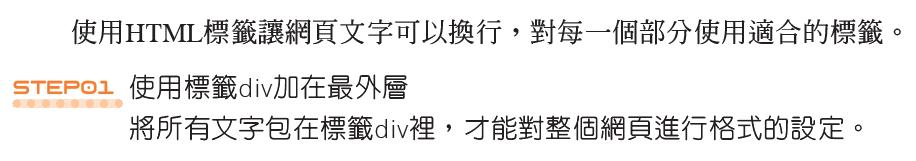 使用HTML標籤讓網頁文字可以換行，對每一個部分使用適合的標籤。
STEP01 使用標籤div加在最外層
將所有文字包在標籤div裡，才能對整個網頁進行格式的設定。